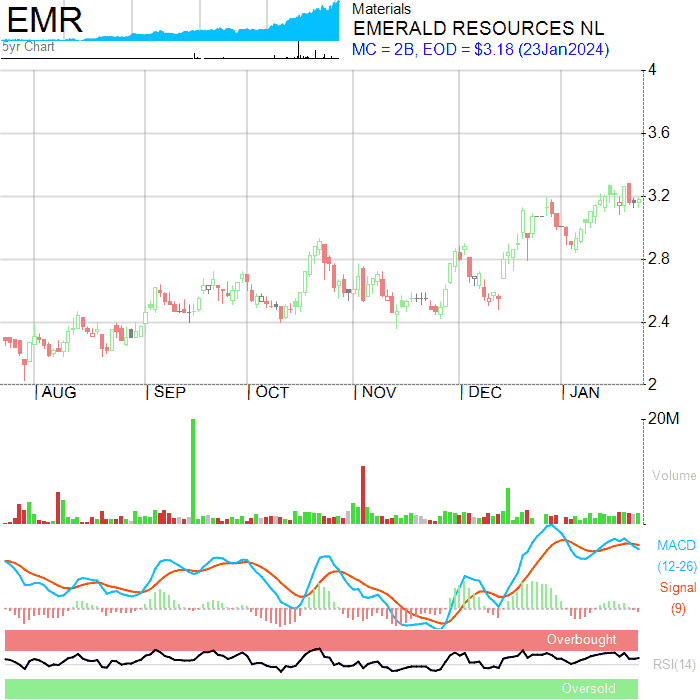 EMR
5yr Chart
Materials
EMERALD RESOURCES NL
MC = 2B, EOD = $3.18 (23Jan2024)
4
3.6
3.2
2.8
2.4
2
AUG SEP OCT NOV DEC JAN
20M
Volume
MACD
(12-26)
Signal
(9)
Overbought
RSI(14)
Oversold